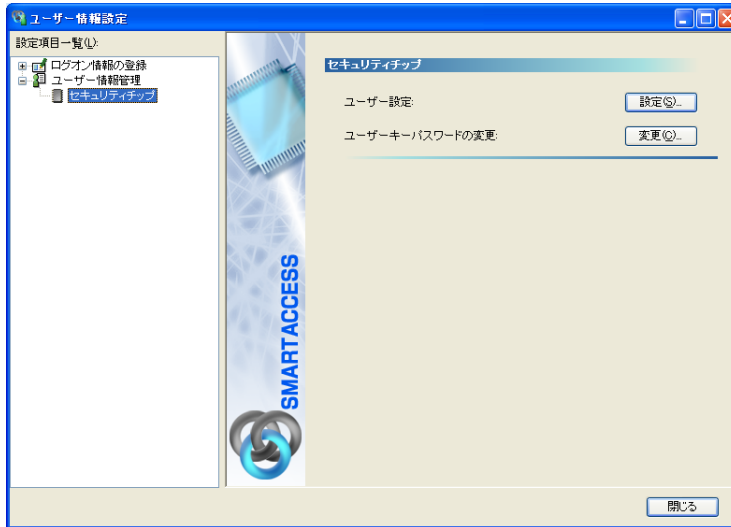 ユーザー情報設定
設定項目一覧(L):
ログオン情報の登録
ユーザー情報管理
セキュリティチップ
SMARTACCESS
セキュリティチップ
ユーザー設定:
設定(S)...
ユーザーキーパスワードの変更:
変更(C)...
閉じる